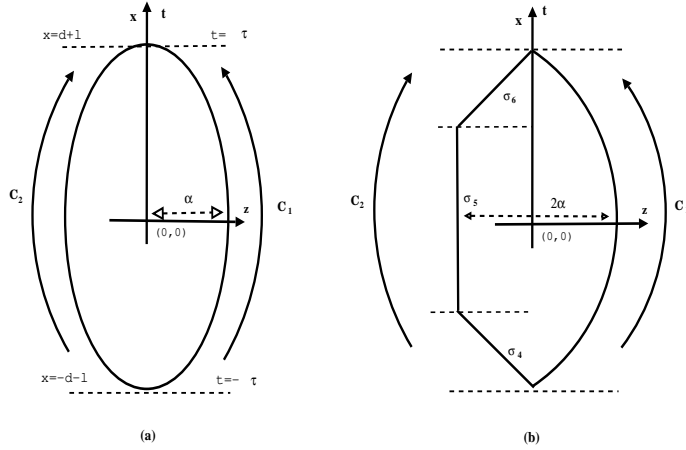 x t
x=d+l t= τ
C₂ α z C₁
(0,0)
x=-d-l t=- τ
(a)
x t
σ₆
C₂ σ₅ 2α z C
(0,0)
σ₄
(b)